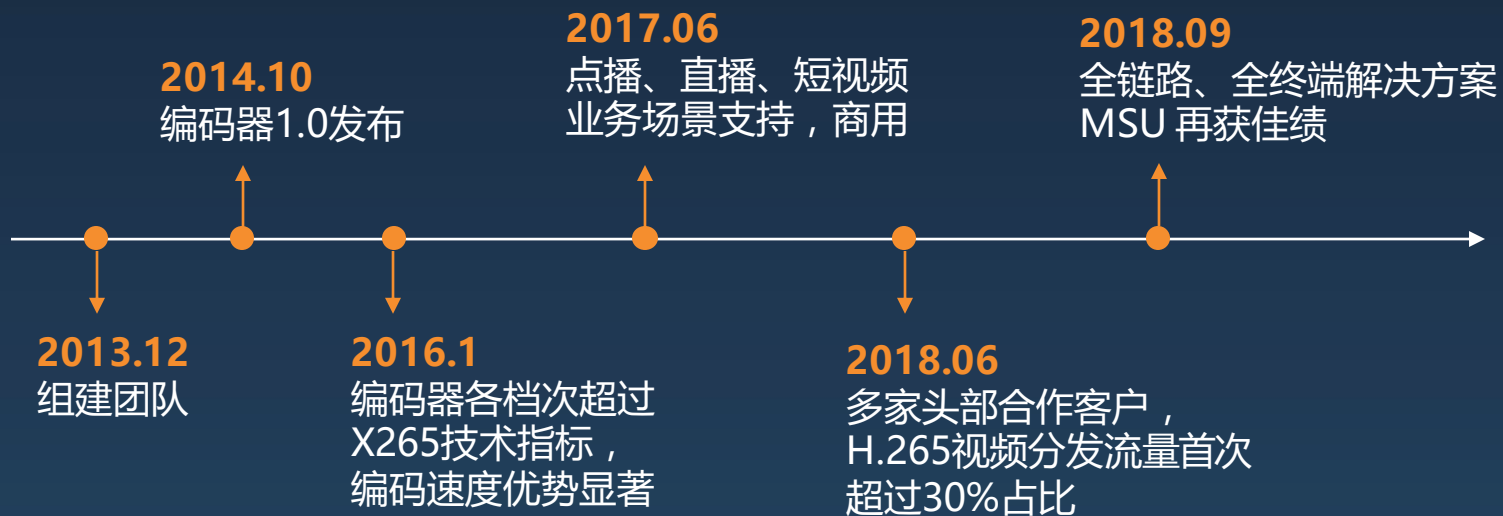 2013.12
组建团队
2014.10
编码器1.0发布
2016.1
编码器各档次超过
X265技术指标，
编码速度优势显著
2017.06
点播、直播、短视频
业务场景支持，商用
2018.06
多家头部合作客户，
H.265视频分发流量首次
超过30%占比
2018.09
全链路、全终端解决方案
MSU 再获佳绩